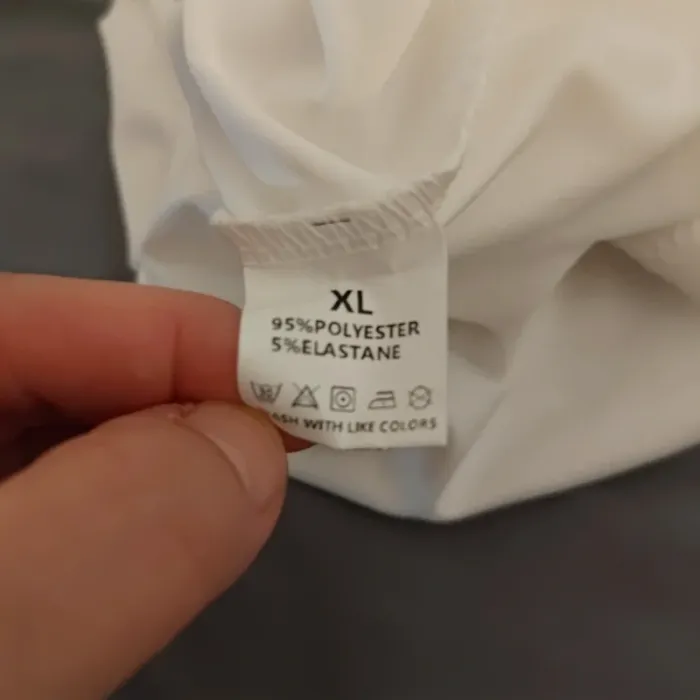 XL
95%POLYESTER
5%ELASTANE
WITH LIKE COLORS